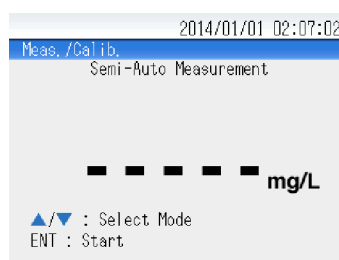 2014/01/01 02:07:02
Meas./Calib.
Semi-Auto Measurement
- - - - - mg/L
▲/▼ : Select Mode
ENT : Start